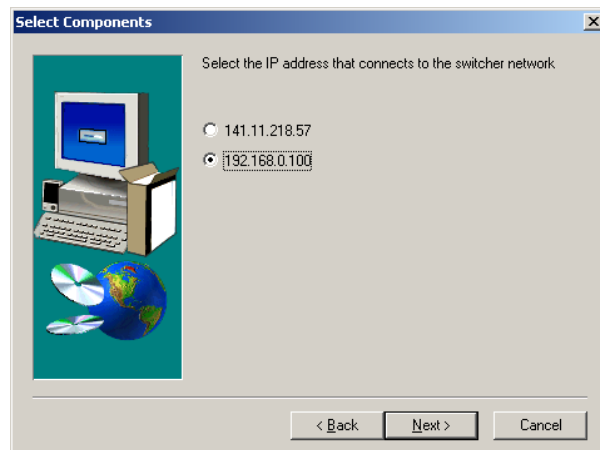 Select Components
Select the IP address that connects to the switcher network
141.11.218.57
192.168.0.100
< Back
Next >
Cancel